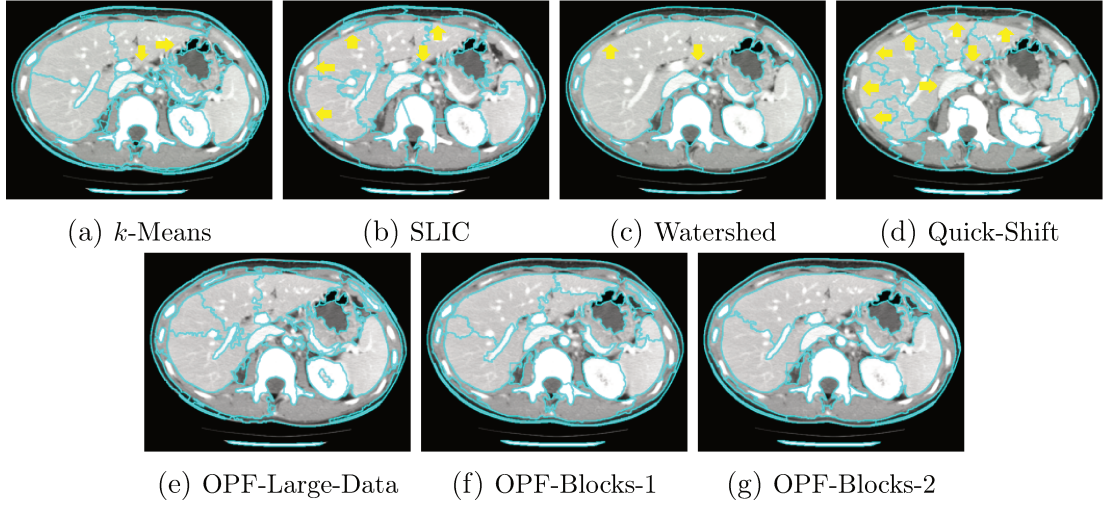 (a) k-Means (b) SLIC (c) Watershed (d) Quick-Shift
(e) OPF-Large-Data (f) OPF-Blocks-1 (g) OPF-Blocks-2